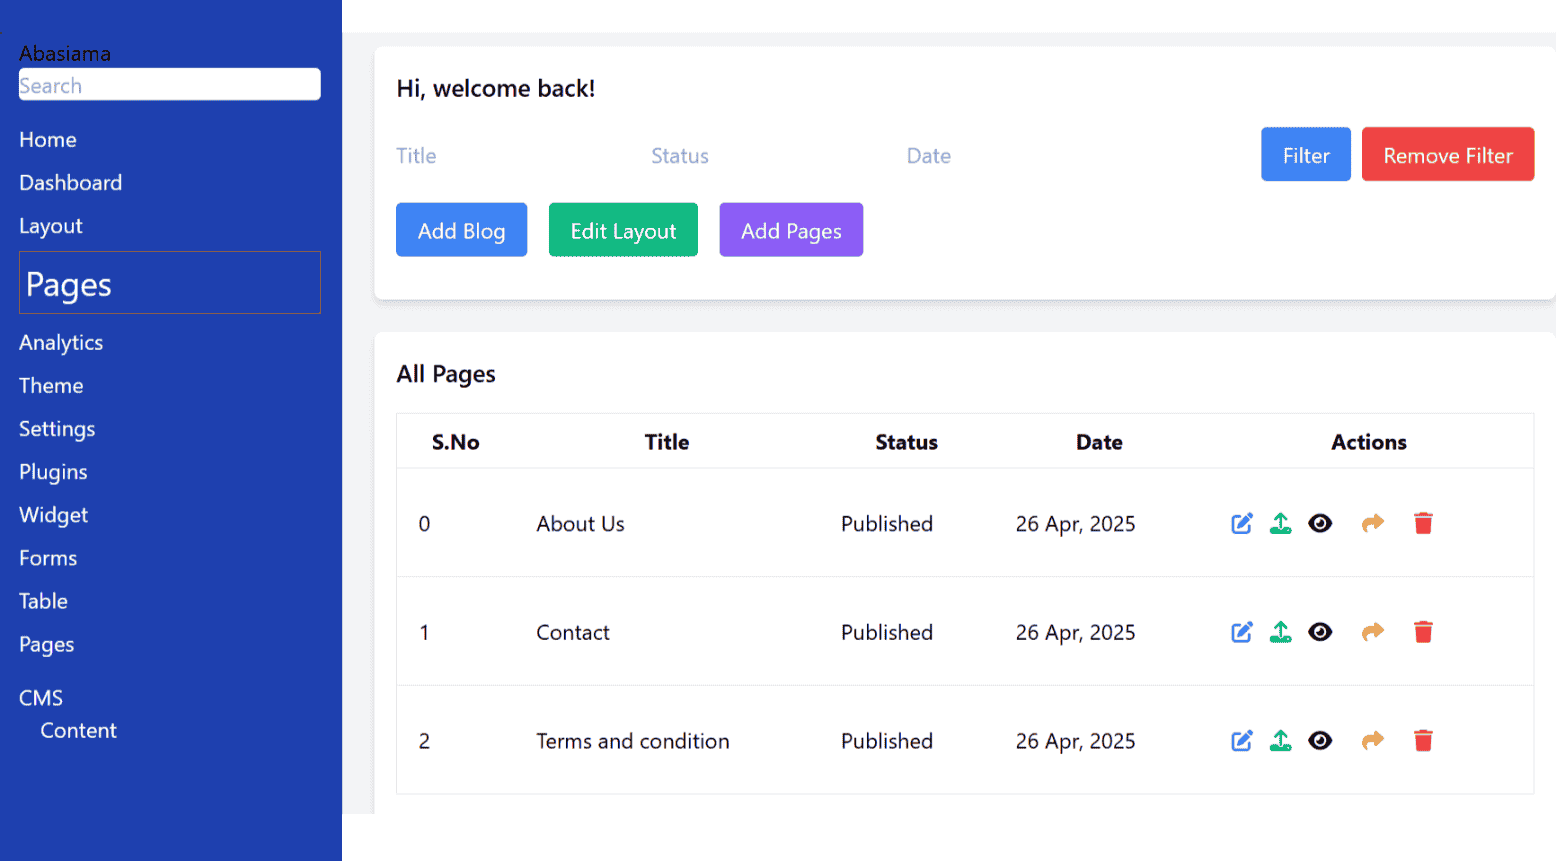 Abasiama
Search
Home
Dashboard
Layout
Pages
Analytics
Theme
Settings
Plugins
Widget
Forms
Table
Pages
CMS
Content
Hi, welcome back!
Title Status Date Filter Remove Filter
Add Blog Edit Layout Add Pages
All Pages
S.No Title Status Date Actions
0 About Us Published 26 Apr, 2025
1 Contact Published 26 Apr, 2025
2 Terms and condition Published 26 Apr, 2025